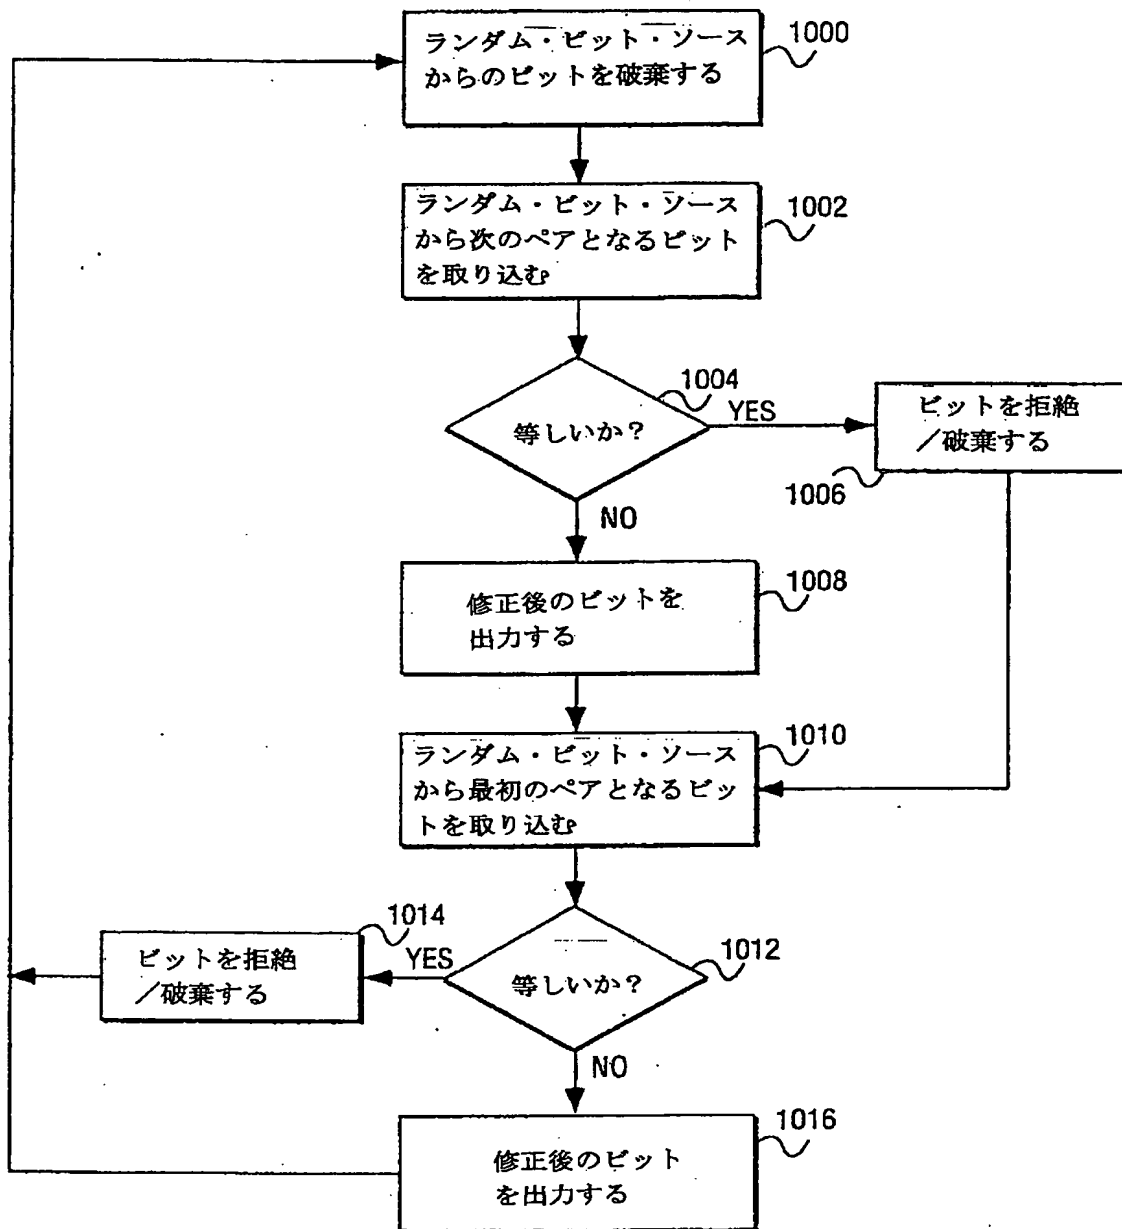 ランダム・ビット・ソース
からのビットを破棄する
1000
ランダム・ビット・ソース
から次のペアとなるビット
を取り込む
1002
等しいか?
1004
YES
ビットを拒絶
/破棄する
1006
NO
修正後のビットを
出力する
1008
ランダム・ビット・ソース
から最初のペアとなるビッ
トを取り込む
1010
等しいか?
1012
YES
ビットを拒絶
/破棄する
1014
NO
修正後のビット
を出力する
1016